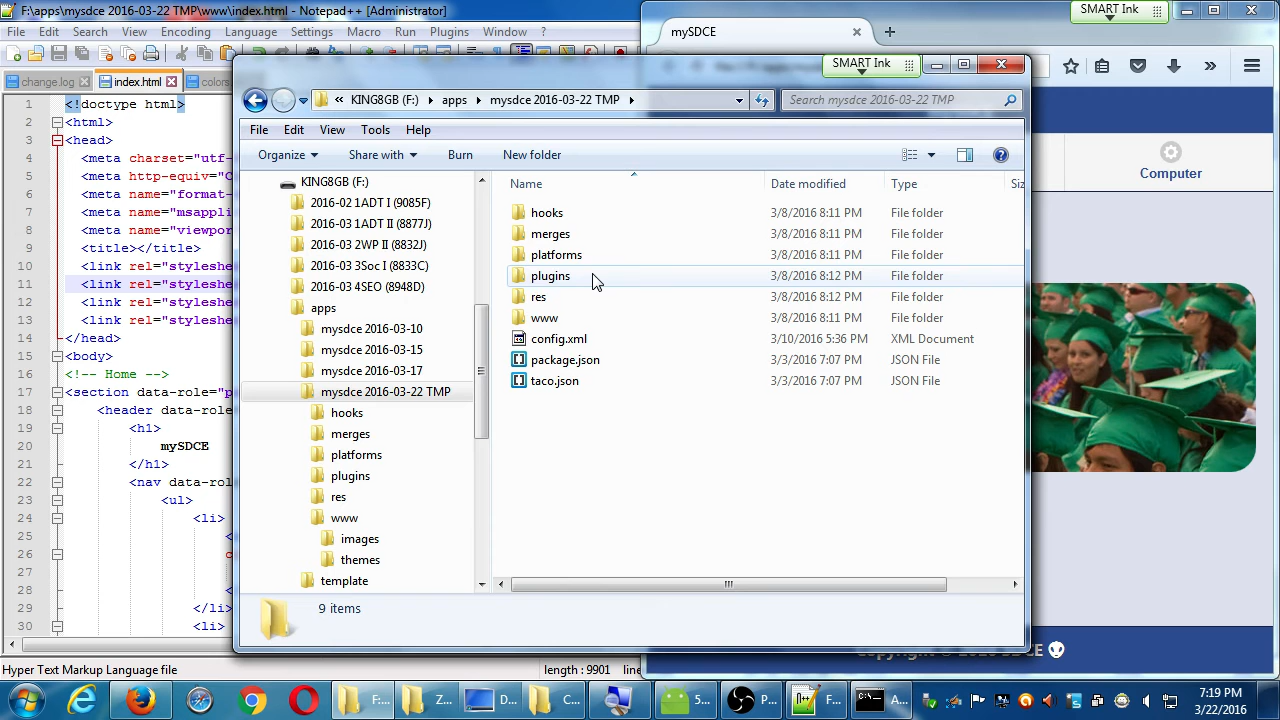 F:\apps\mysdce 2016-03-22 TMP\www\index.html - Notepad++ [Administrator]
File Edit Search View Encoding Language Settings Macro Run Plugins Window ?
change.log index.html colors
1 <!doctype html>
2 <html>
3 <head>
4 <meta charset="utf-
5 <meta http-equiv="C
6 <meta name="format-
7 <meta name="msappli
8 <meta name="viewpor
9 <title></title>
10 <link rel="styleshe
11 <link rel="styleshe
12 <link rel="styleshe
13 <link rel="styleshe
14 </head>
15 <body>
16 <!-- Home -->
17 <section data-role="p
18 <header data-role
19 <h1>
20 mySDCE
21 </h1>
22 <nav data-rol
23 <ul>
24 <li>
25 <
26 c
27
28 <
29 </li>
30 <li>
Hyper Text Markup Language file length : 9901 line
SMART Ink
mySDCE
Computer
Copyright © 2016 SDCE
SMART Ink
KING8GB (F:) apps mysdce 2016-03-22 TMP
Search mysdce 2016-03-22 TMP
File Edit View Tools Help
Organize Share with Burn New folder
KING8GB (F:)
2016-02 1ADT I (9085F)
2016-03 1ADT II (8877J)
2016-03 2WP II (8832J)
2016-03 3Soc I (8833C)
2016-03 4SEO (8948D)
apps
mysdce 2016-03-10
mysdce 2016-03-15
mysdce 2016-03-17
mysdce 2016-03-22 TMP
hooks
merges
platforms
plugins
res
www
images
themes
template
Name Date modified Type Siz
hooks 3/8/2016 8:11 PM File folder
merges 3/8/2016 8:11 PM File folder
platforms 3/8/2016 8:11 PM File folder
plugins 3/8/2016 8:12 PM File folder
res 3/8/2016 8:12 PM File folder
www 3/8/2016 8:11 PM File folder
config.xml 3/10/2016 5:36 PM XML Document
package.json 3/3/2016 7:07 PM JSON File
taco.json 3/3/2016 7:07 PM JSON File
9 items
F:... Z... D... C... 5... P... F... A...
7:19 PM
3/22/2016